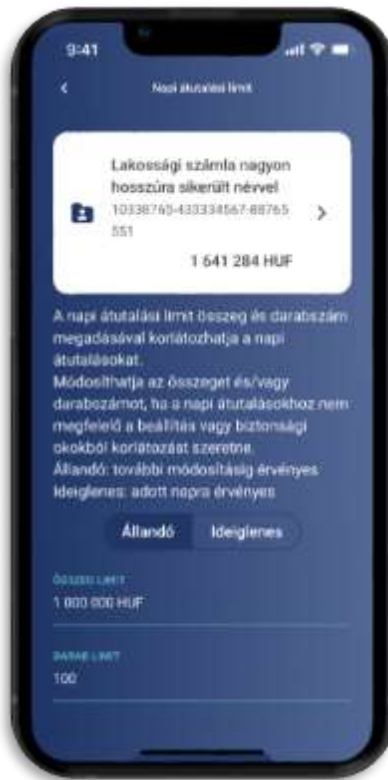 9:41
Napi átutalási limit
Lakossági számla nagyon
hosszúra sikerült névvel
10338765-433334567-88765
551
1 641 284 HUF
A napi átutalási limit összeg és darabszám
megadásával korlátozhatja a napi
átutalásokat.
Módosíthatja az összeget és/vagy
darabszámot, ha a napi átutalásokhoz nem
megfelelő a beállítás vagy biztonsági
okokból korlátozást szeretne.
Állandó: további módosításig érvényes
Ideiglenes: adott napra érvényes
Állandó Ideiglenes
ÖSSZEG LIMIT
1 000 000 HUF
DARAB LIMIT
100